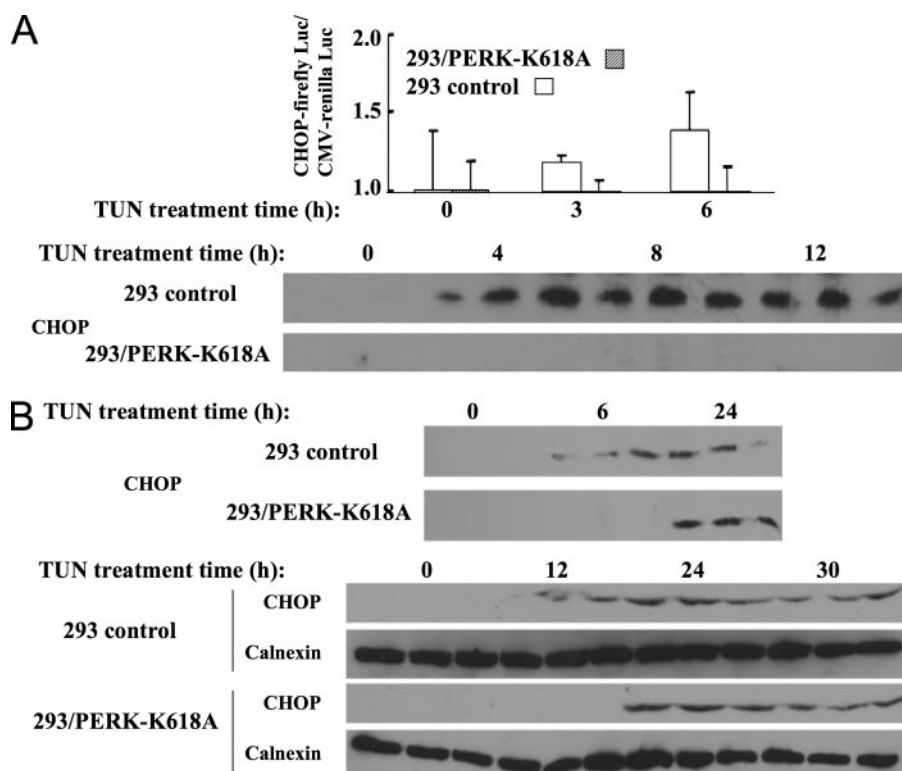 A
CHOP-firefly Luc/
CMV-renilla Luc
2.0
1.5
1.0
293/PERK-K618A
293 control
TUN treatment time (h): 0 3 6
TUN treatment time (h): 0 4 8 12
293 control
CHOP
293/PERK-K618A
B
TUN treatment time (h): 0 6 24
293 control
CHOP
293/PERK-K618A
TUN treatment time (h): 0 12 24 30
CHOP
293 control
Calnexin
CHOP
293/PERK-K618A
Calnexin